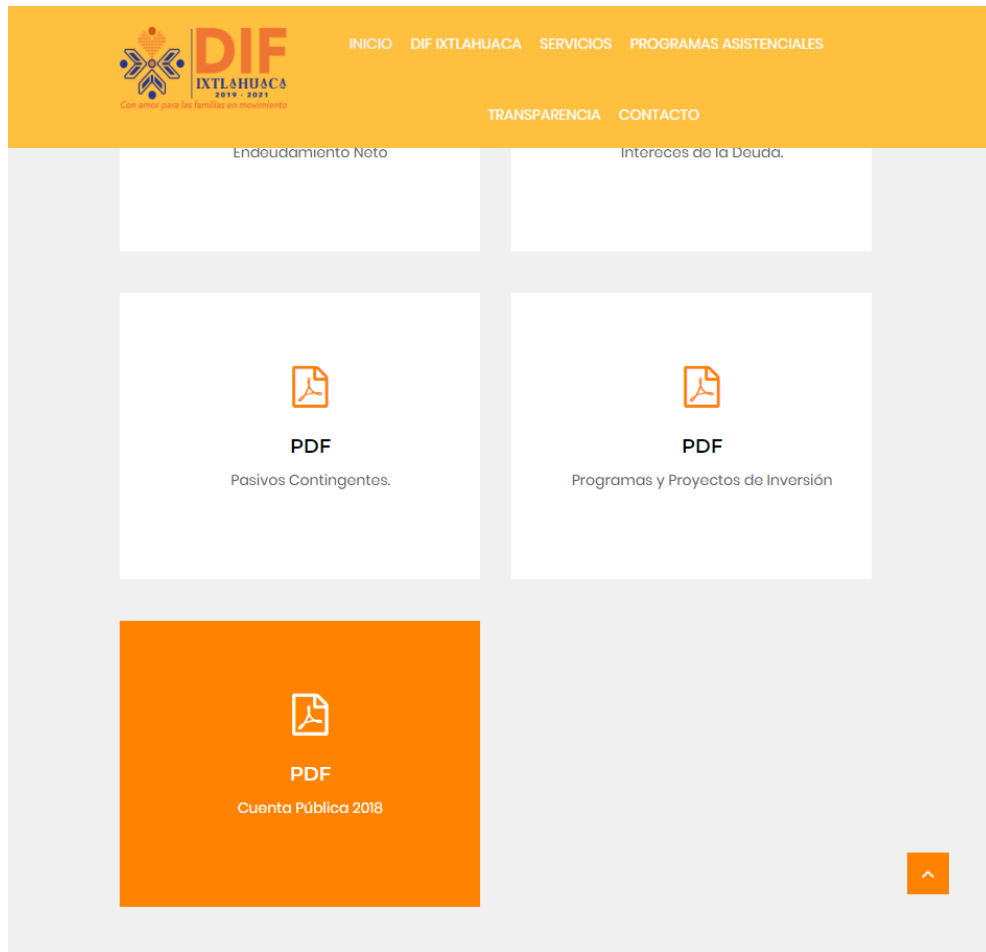 DIF
IXTLAHUACA
2019 - 2021
Con amor para las familias en movimiento
INICIO DIF IXTLAHUACA SERVICIOS PROGRAMAS ASISTENCIALES
TRANSPARENCIA CONTACTO
Endeudamiento Neto
Intereces de la Deuda.
PDF
Pasivos Contingentes.
PDF
Programas y Proyectos de Inversión
PDF
Cuenta Pública 2018